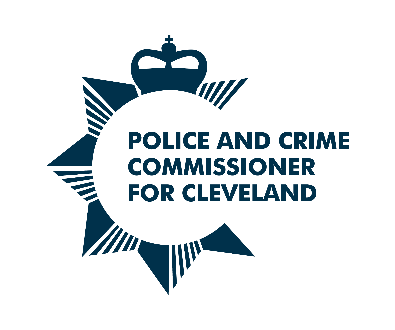 POLICE AND CRIME
COMMISSIONER
FOR CLEVELAND